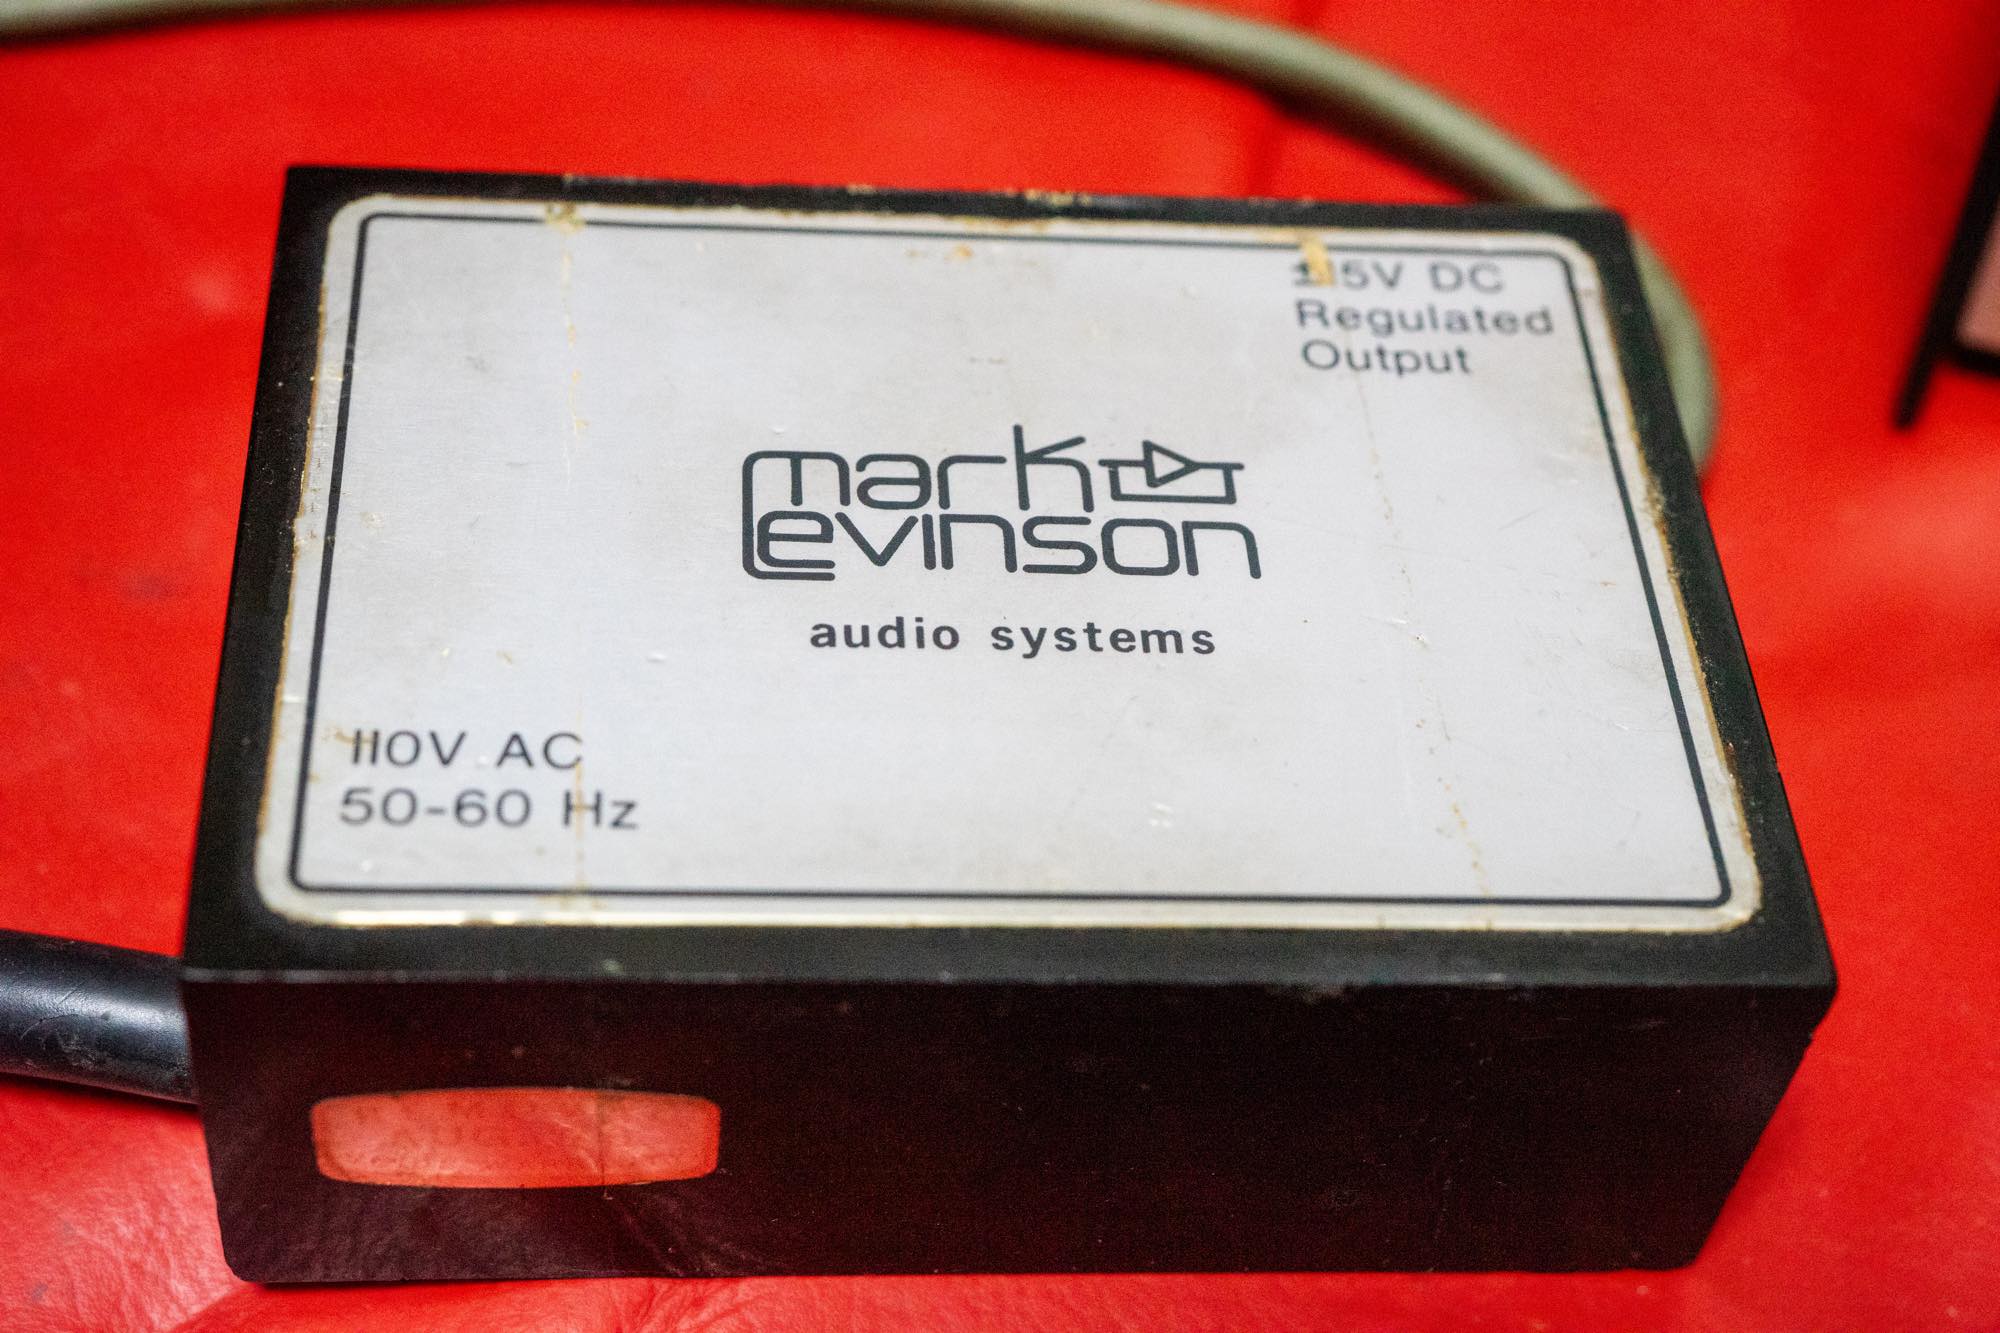 ±15V DC
Regulated
Output
mark
levinson
audio systems
110V AC
50-60 Hz